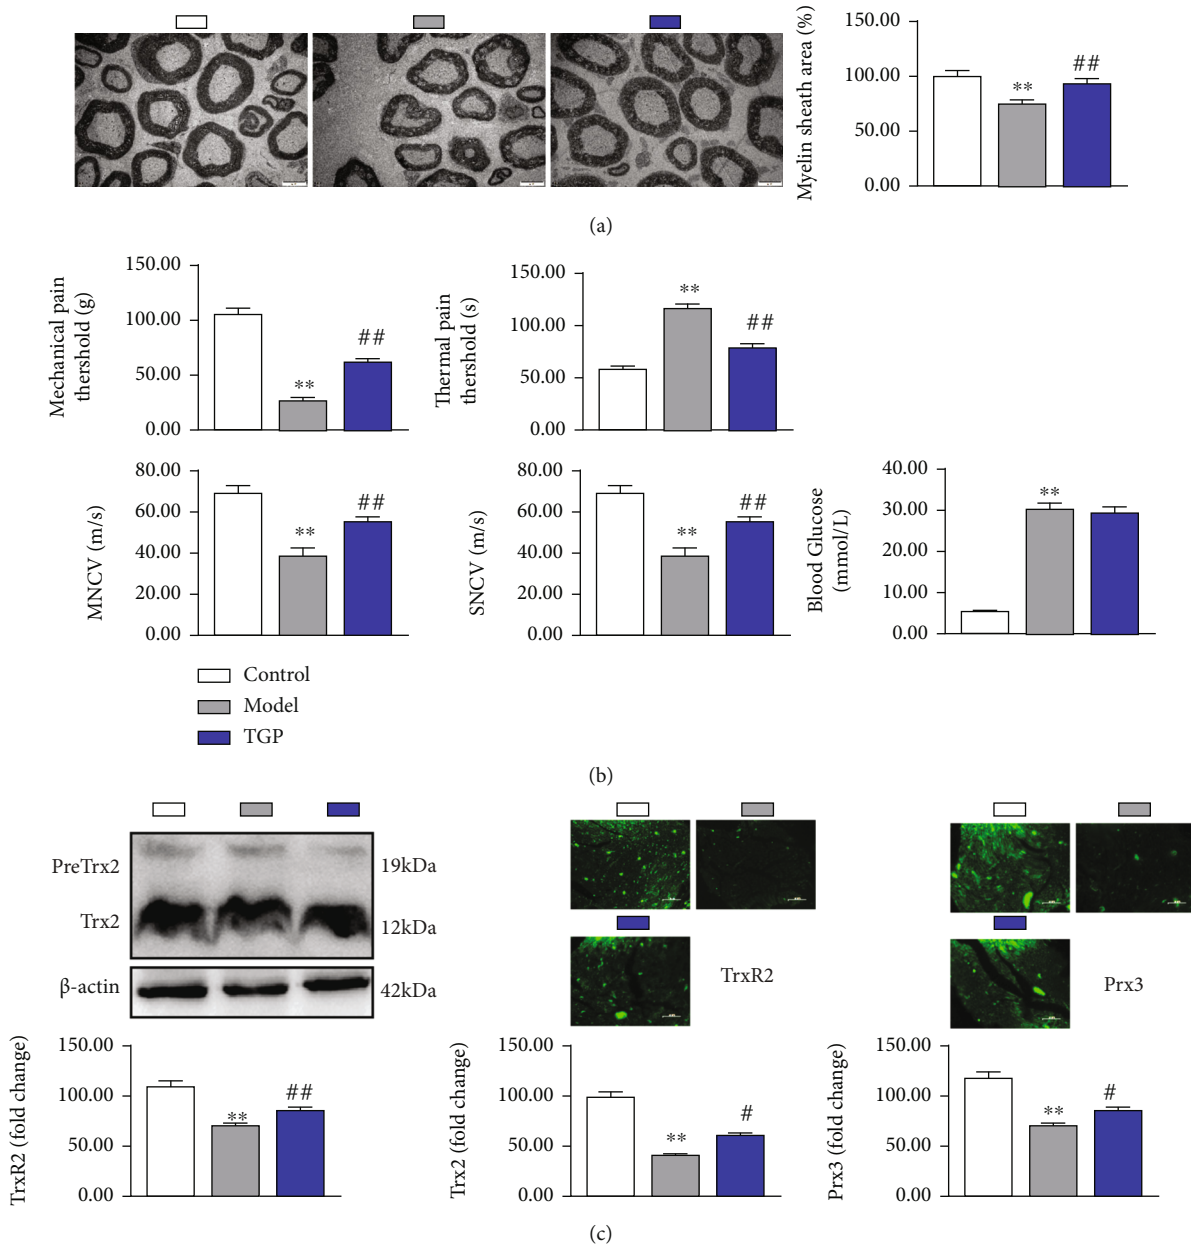 Myelin sheath area (%)
150.00
100.00
50.00
0.00
**
##
(a)
Mechanical pain
thershold (g)
150.00
100.00
50.00
0.00
**
##
Thermal pain
thershold (s)
150.00
100.00
50.00
0.00
**
##
MNCV (m/s)
80.00
60.00
40.00
20.00
0.00
**
##
SNCV (m/s)
80.00
60.00
40.00
20.00
0.00
**
##
Blood Glucose
(mmol/L)
40.00
30.00
20.00
10.00
0.00
**
Control
Model
TGP
(b)
PreTrx2
19kDa
Trx2
12kDa
β-actin
42kDa
TrxR2
Prx3
TrxR2 (fold change)
150.00
100.00
50.00
0.00
**
##
Trx2 (fold change)
150.00
100.00
50.00
0.00
**
#
Prx3 (fold change)
150.00
100.00
50.00
0.00
**
#
(c)